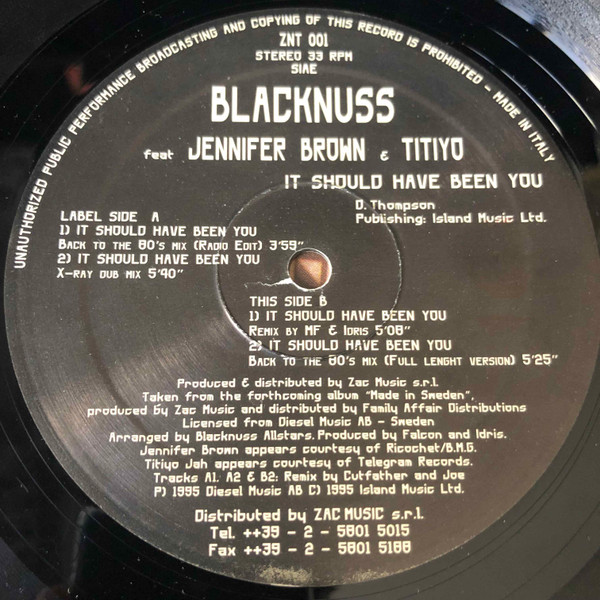 UNAUTHORIZED PUBLIC PERFORMANCE BROADCASTING AND COPYING OF THIS RECORD IS PROHIBITED - MADE IN ITALY
ZNT 001
STEREO 33 RPM
SIAE
BLACKNUSS
feat JENNIFER BROWN & TITIYO
IT SHOULD HAVE BEEN YOU
D. Thompson
Publishing: Island Music Ltd.
LABEL SIDE A
1) IT SHOULD HAVE BEEN YOU
BACK TO THE 80'S MIX (RADIO EDIT) 3'59"
2) IT SHOULD HAVE BEEN YOU
X-RAY DUB MIX 5'40"
THIS SIDE B
1) IT SHOULD HAVE BEEN YOU
REMIX BY MF & IDRIS 5'08"
2) IT SHOULD HAVE BEEN YOU
BACK TO THE 80'S MIX (FULL LENGHT VERSION) 5'25"
Produced & distributed by Zac Music s.r.l.
Taken from the forthcoming album "Made in Sweden",
produced by Zac Music and distributed by Family Affair Distributions
Licensed from Diesel Music AB - Sweden
Arranged by Blacknuss Allstars. Produced by Falcon and Idris.
Jennifer Brown appears courtesy of Ricochet/B.M.G.
Titiyo Jah appears courtesy of Telegram Records.
Tracks A1. A2 & B2: Remix by Cutfather and Joe
P) 1995 Diesel Music AB C) 1995 Island Music Ltd.
Distributed by ZAC MUSIC s.r.l.
Tel. ++39 - 2 - 5801 5015
Fax ++39 - 2 - 5801 5188